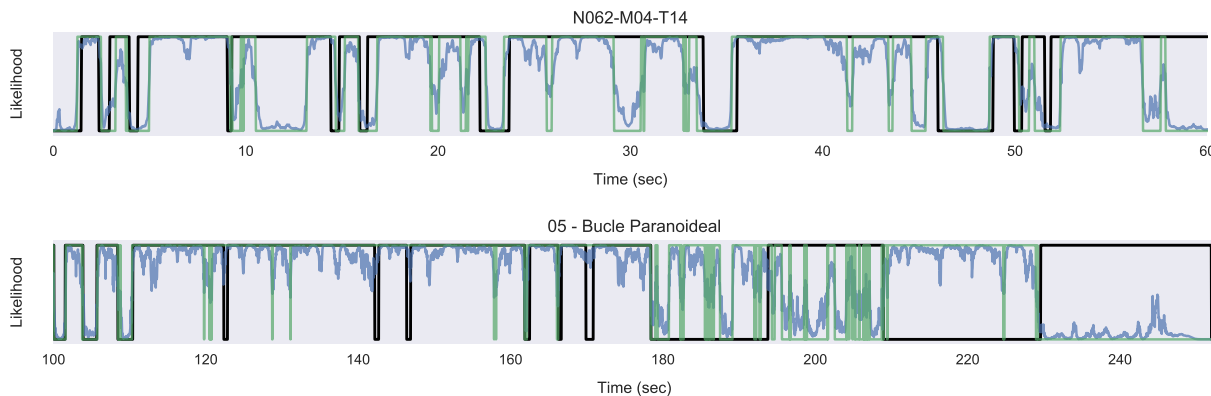 N062-M04-T14
Likelihood
0 10 20 30 40 50 60
Time (sec)
05 - Bucle Paranoideal
Likelihood
100 120 140 160 180 200 220 240
Time (sec)